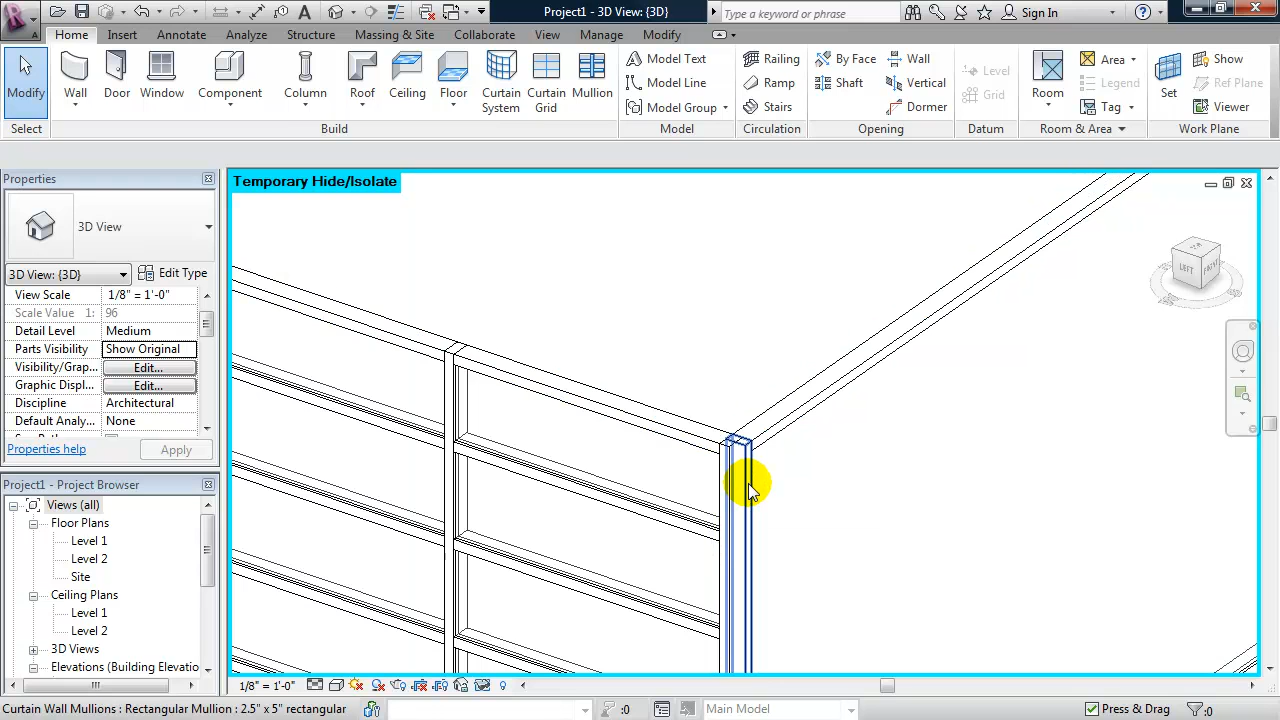 Project1 - 3D View: {3D}
Type a keyword or phrase
Sign In
Home Insert Annotate Analyze Structure Massing & Site Collaborate View Manage Modify
Modify
Wall
Door
Window
Component
Column
Roof
Ceiling
Floor
Curtain System
Curtain Grid
Mullion
Model Text
Model Line
Model Group
Railing
Ramp
Stairs
By Face
Shaft
Wall
Vertical
Dormer
Level
Grid
Room
Area
Legend
Tag
Set
Show
Ref Plane
Viewer
Select
Build
Model
Circulation
Opening
Datum
Room & Area
Work Plane
Properties
3D View
3D View: {3D}
Edit Type
View Scale 1/8" = 1'-0"
Scale Value 1: 96
Detail Level Medium
Parts Visibility Show Original
Visibility/Grap... Edit...
Graphic Displ... Edit...
Discipline Architectural
Default Analy... None
Properties help
Apply
Project1 - Project Browser
Views (all)
Floor Plans
Level 1
Level 2
Site
Ceiling Plans
Level 1
Level 2
3D Views
Elevations (Building Elevatio
Temporary Hide/Isolate
LEFT
FRONT
1/8" = 1'-0"
Curtain Wall Mullions : Rectangular Mullion : 2.5" x 5" rectangular
:0
Main Model
Press & Drag
:0